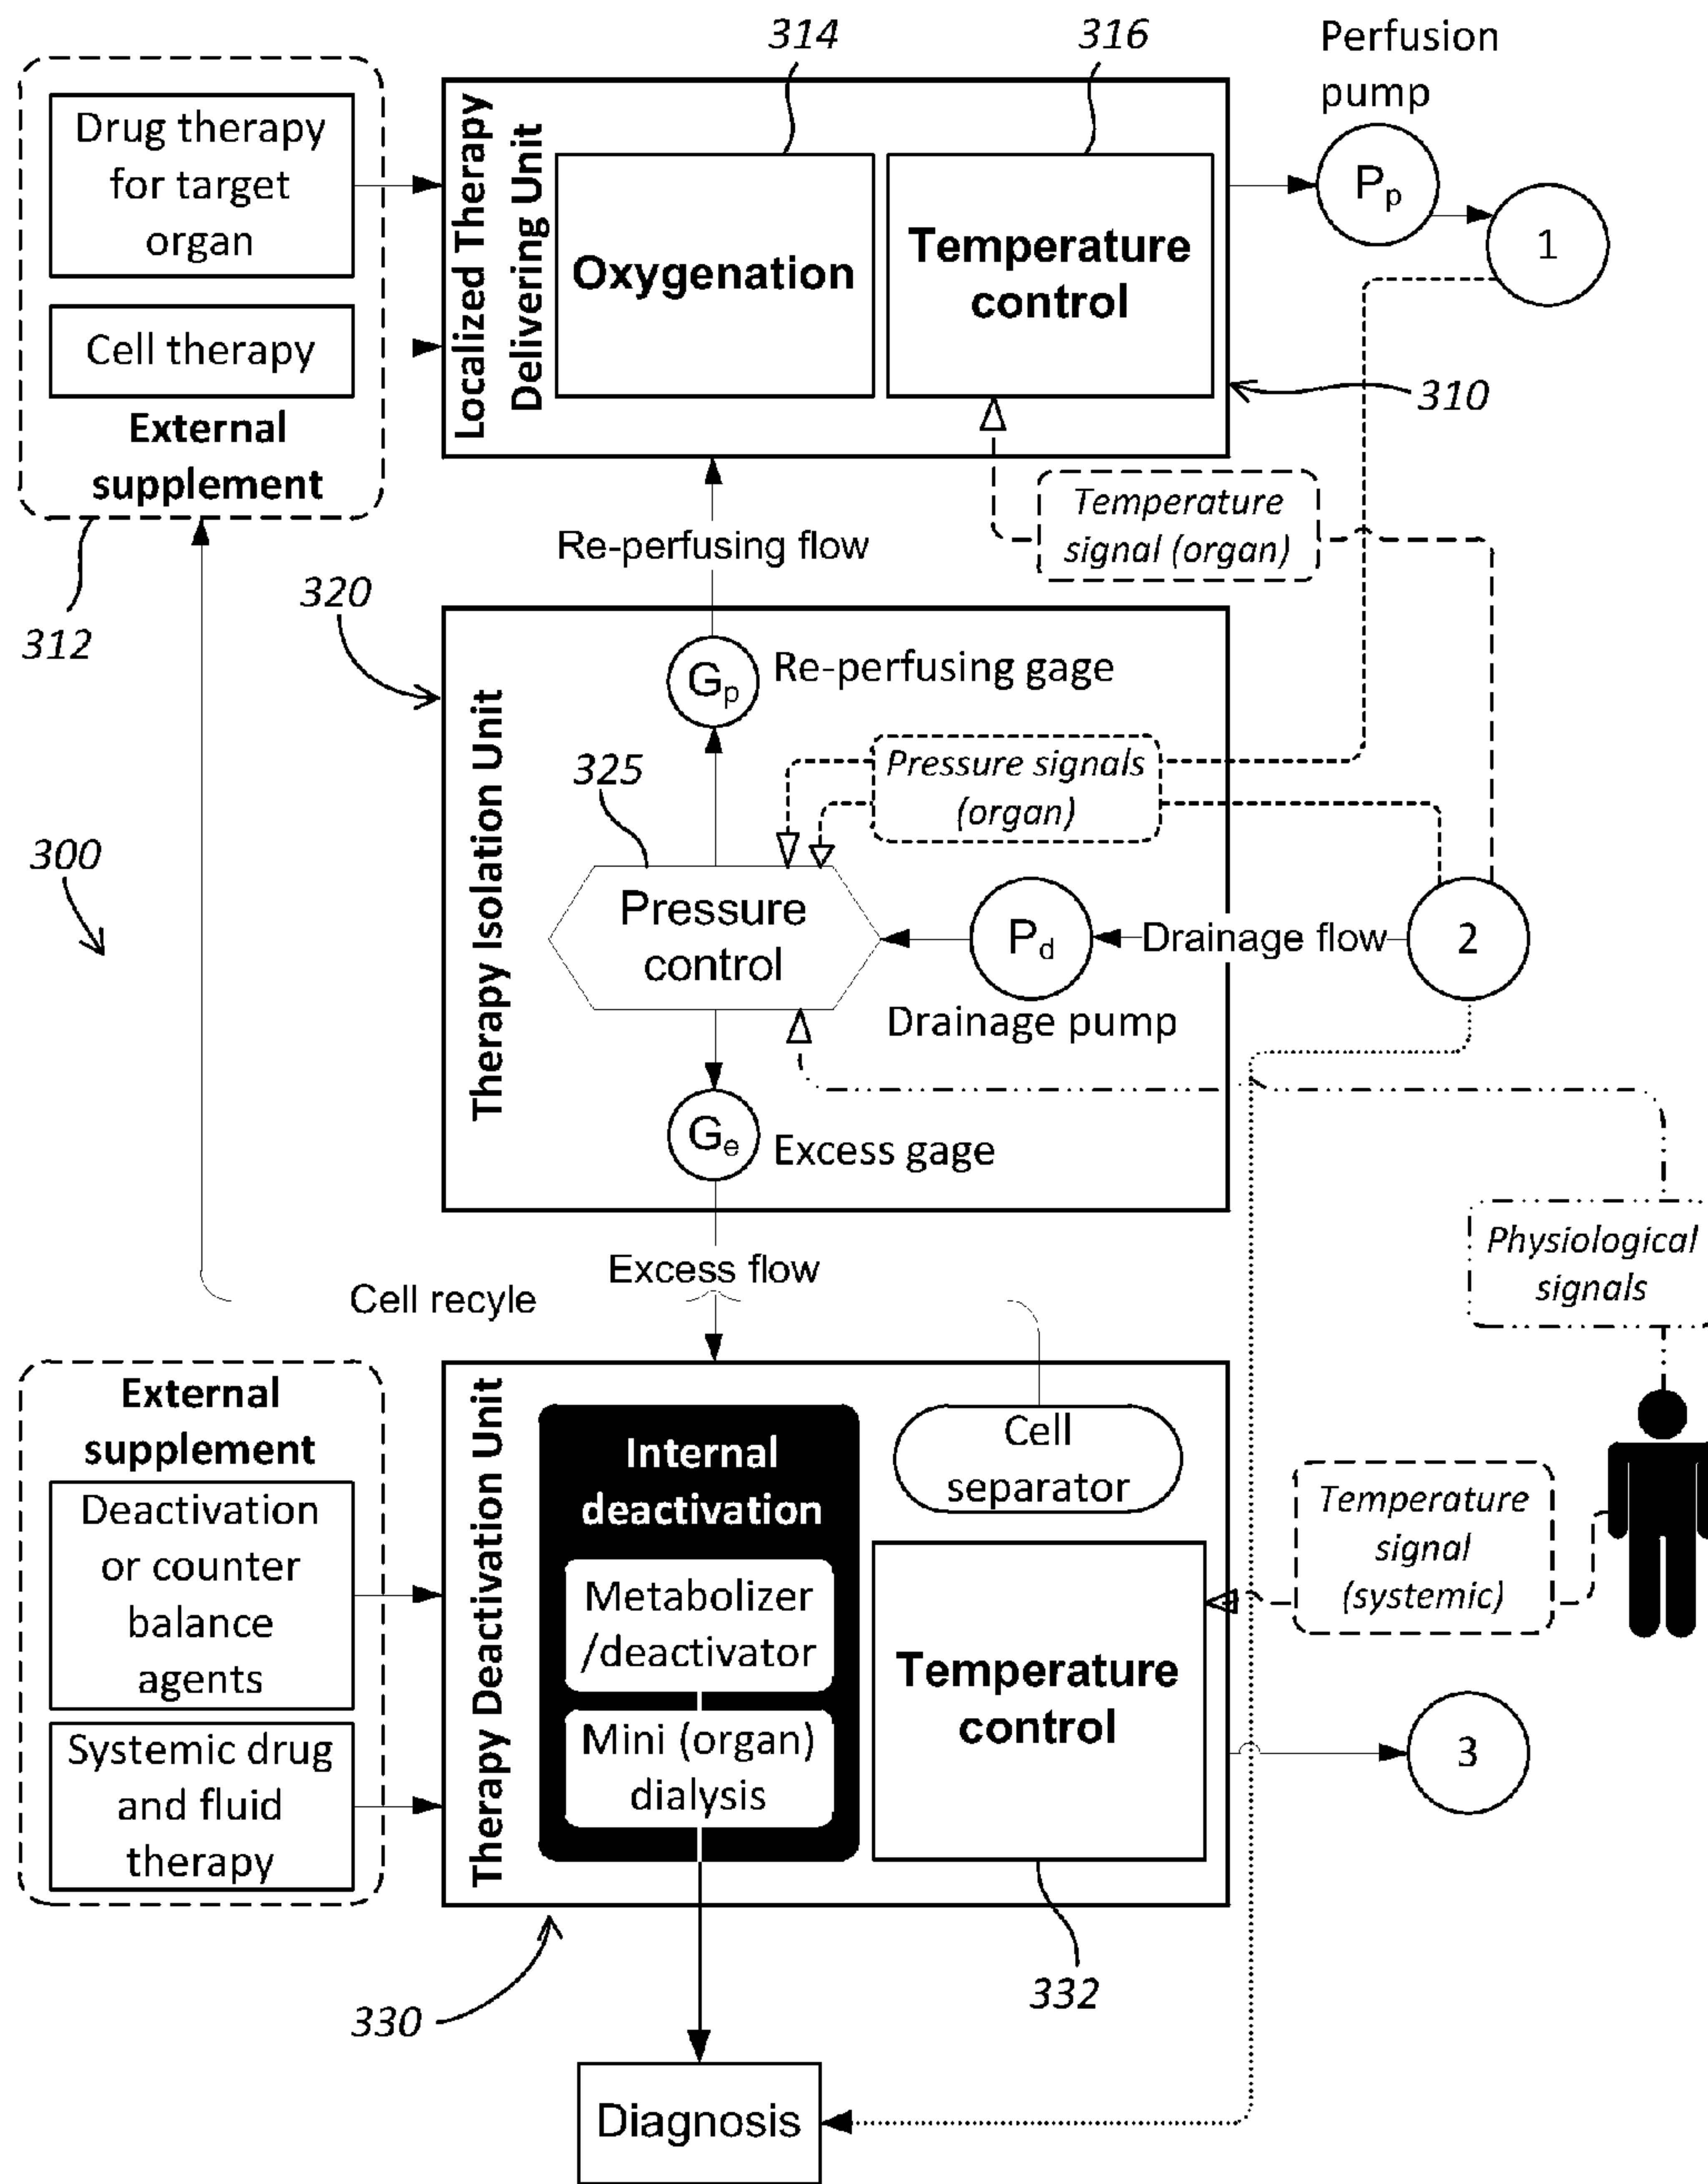 314
316
Perfusion
pump
Drug therapy
for target
organ
Cell therapy
External
supplement
312
Localized Therapy
Delivering Unit
Oxygenation
Temperature
control
Pp
1
310
Temperature
signal (organ)
Re-perfusing flow
320
Therapy Isolation Unit
Gp
Re-perfusing gage
325
Pressure signals
(organ)
300
Pressure
control
Pd
Drainage flow
2
Drainage pump
Ge
Excess gage
Physiological
signals
Excess flow
Cell recyle
External
supplement
Deactivation
or counter
balance
agents
Systemic drug
and fluid
therapy
Therapy Deactivation Unit
Internal
deactivation
Metabolizer
/deactivator
Mini (organ)
dialysis
Cell
separator
Temperature
control
Temperature
signal
(systemic)
3
330
332
Diagnosis